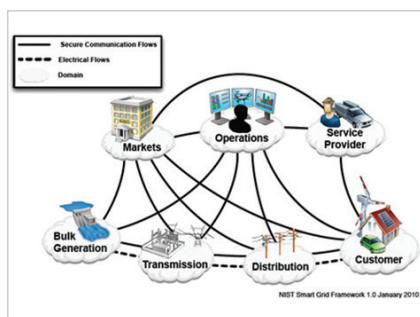 Secure Communication Flows
Electrical Flows
Domain
Markets
Operations
Service
Provider
Bulk
Generation
Transmission
Distribution
Customer
NIST Smart Grid Framework 1.0 January 2010